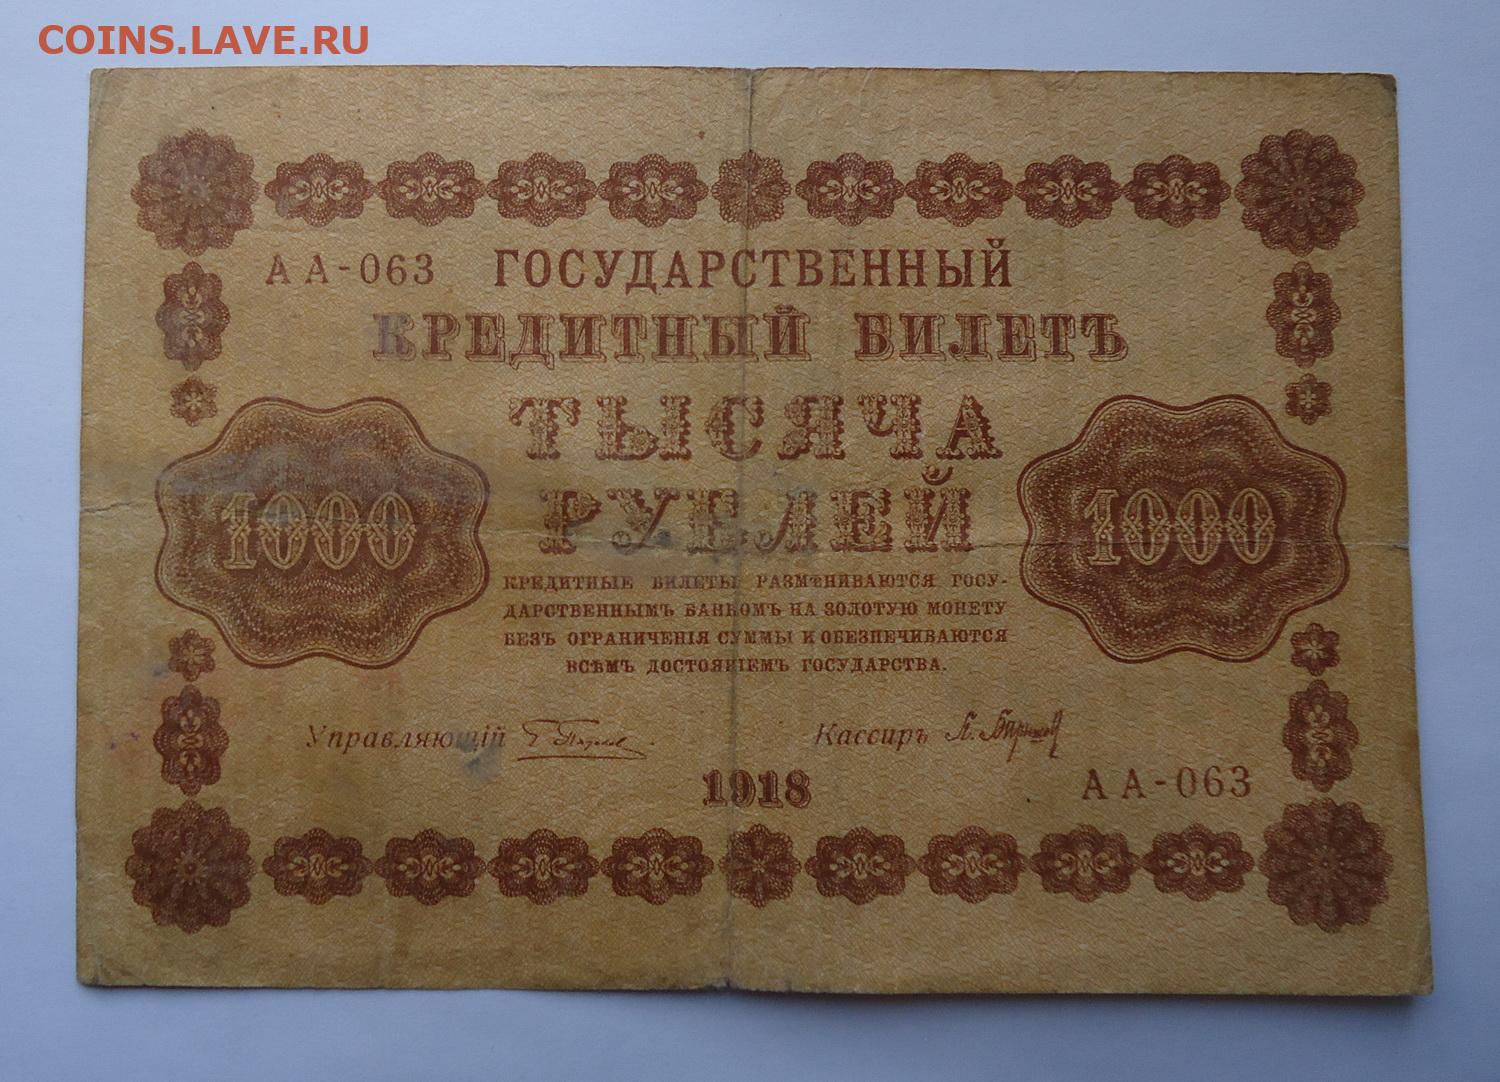 COINS.LAVE.RU
АА-063 ГОСУДАРСТВЕННЫЙ
КРЕДИТНЫЙ БИЛЕТЪ
ТЫСЯЧА
РУБЛЕЙ
1000 1000
КРЕДИТНЫЕ БИЛЕТЫ РАЗМѢНИВАЮТСЯ ГОСУ-
ДАРСТВЕННЫМЪ БАНКОМЪ НА ЗОЛОТУЮ МОНЕТУ
БЕЗЪ ОГРАНИЧЕНІЯ СУММЫ И ОБЕЗПЕЧИВАЮТСЯ
ВСѢМЪ ДОСТОЯНІЕМЪ ГОСУДАРСТВА.
Управляющій Кассиръ
1918
АА-063